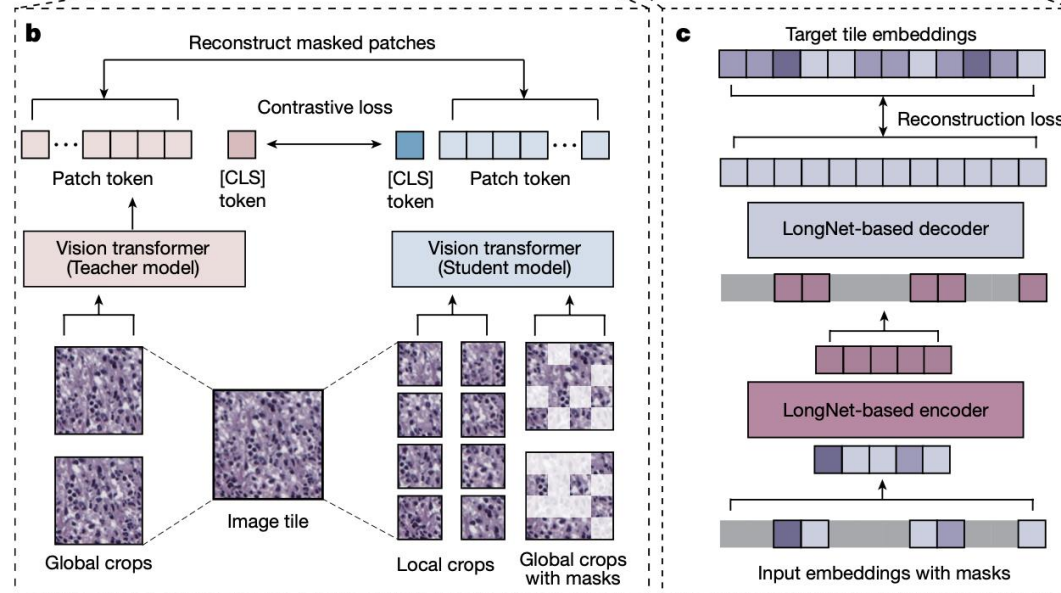 b
Reconstruct masked patches
Contrastive loss
Patch token
[CLS]
token
[CLS]
token
Patch token
Vision transformer
(Teacher model)
Vision transformer
(Student model)
Image tile
Global crops
Local crops
Global crops
with masks
c
Target tile embeddings
Reconstruction loss
LongNet-based decoder
LongNet-based encoder
Input embeddings with masks